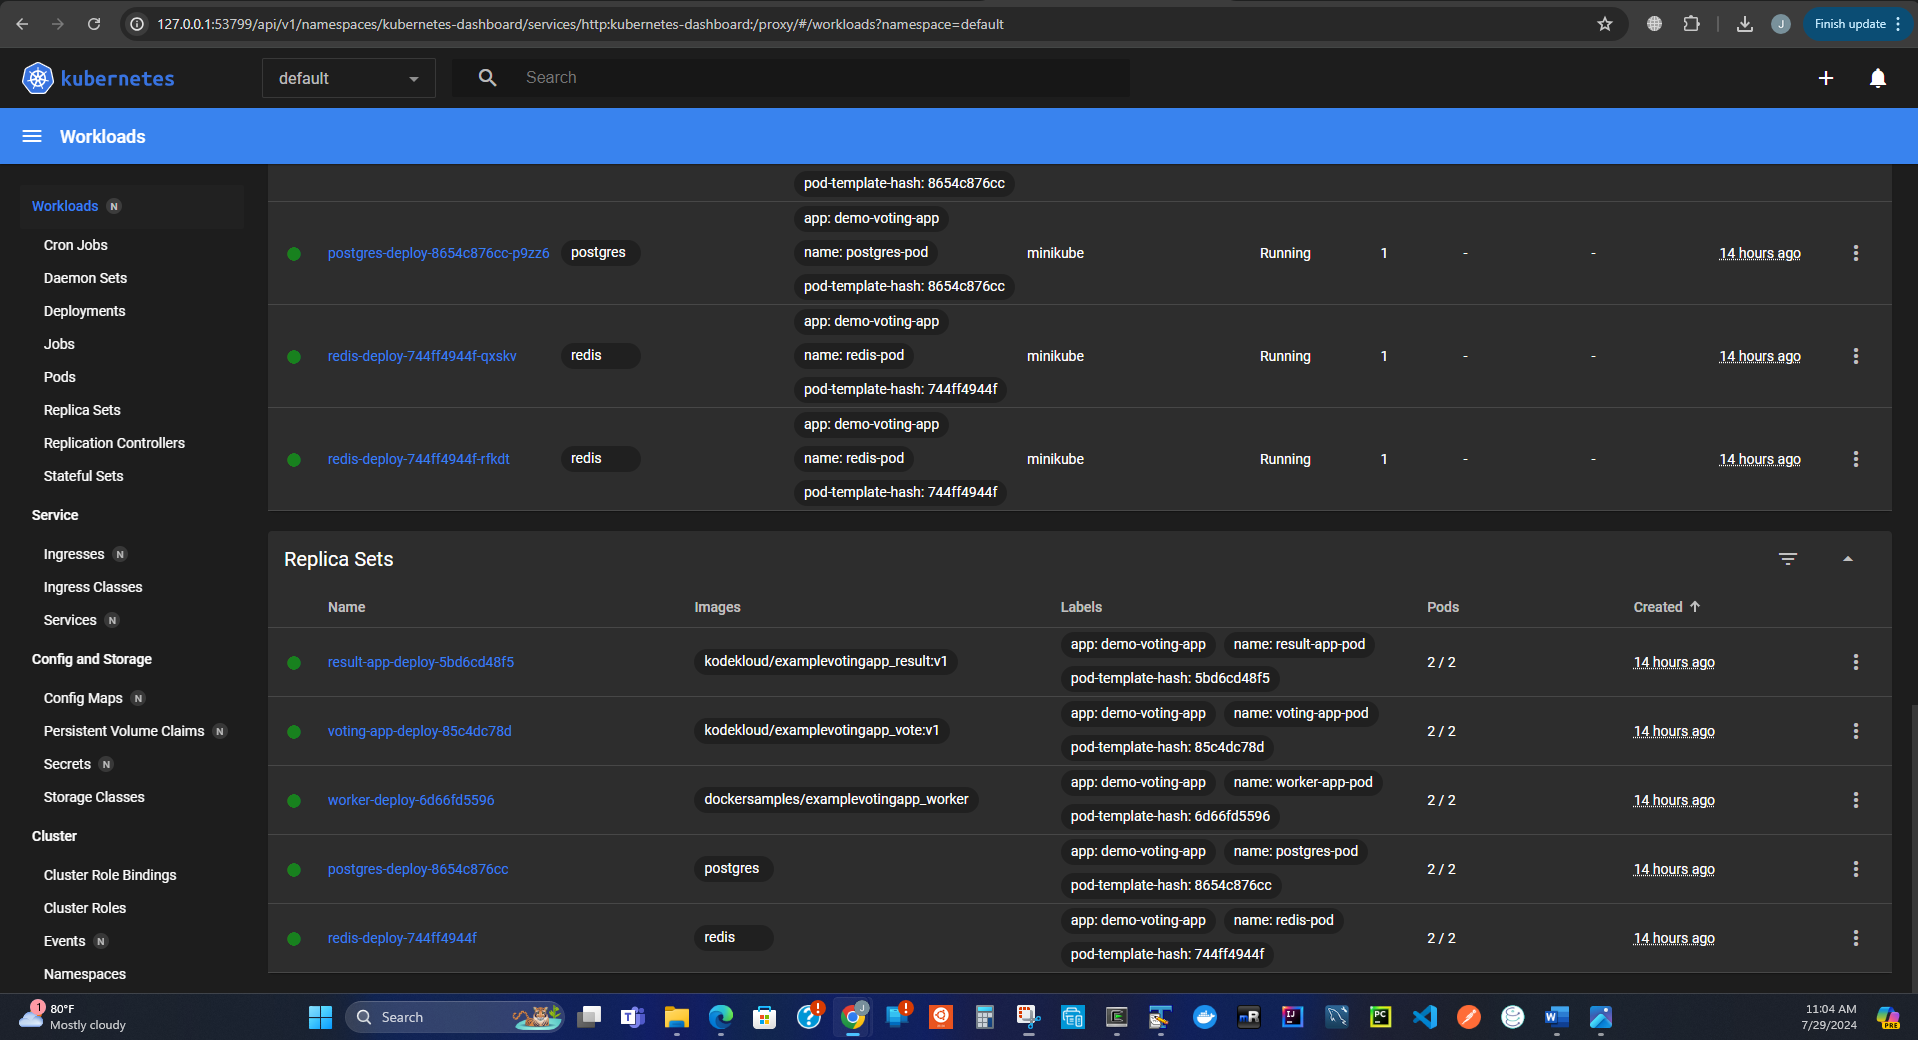 127.0.0.1:53799/api/v1/namespaces/kubernetes-dashboard/services/http:kubernetes-dashboard:/proxy/#/workloads?namespace=default
J
Finish update
kubernetes
default
Search
Workloads
Workloads N
Cron Jobs
Daemon Sets
Deployments
Jobs
Pods
Replica Sets
Replication Controllers
Stateful Sets
Service
Ingresses N
Ingress Classes
Services N
Config and Storage
Config Maps N
Persistent Volume Claims N
Secrets N
Storage Classes
Cluster
Cluster Role Bindings
Cluster Roles
Events N
Namespaces
pod-template-hash: 8654c876cc
app: demo-voting-app
postgres-deploy-8654c876cc-p9zz6 postgres name: postgres-pod minikube Running 1 - - 14 hours ago
pod-template-hash: 8654c876cc
app: demo-voting-app
redis-deploy-744ff4944f-qxskv redis name: redis-pod minikube Running 1 - - 14 hours ago
pod-template-hash: 744ff4944f
app: demo-voting-app
redis-deploy-744ff4944f-rfkdt redis name: redis-pod minikube Running 1 - - 14 hours ago
pod-template-hash: 744ff4944f
Replica Sets
Name Images Labels Pods Created
app: demo-voting-app name: result-app-pod
result-app-deploy-5bd6cd48f5 kodekloud/examplevotingapp_result:v1 2 / 2 14 hours ago
pod-template-hash: 5bd6cd48f5
app: demo-voting-app name: voting-app-pod
voting-app-deploy-85c4dc78d kodekloud/examplevotingapp_vote:v1 2 / 2 14 hours ago
pod-template-hash: 85c4dc78d
app: demo-voting-app name: worker-app-pod
worker-deploy-6d66fd5596 dockersamples/examplevotingapp_worker 2 / 2 14 hours ago
pod-template-hash: 6d66fd5596
app: demo-voting-app name: postgres-pod
postgres-deploy-8654c876cc postgres 2 / 2 14 hours ago
pod-template-hash: 8654c876cc
app: demo-voting-app name: redis-pod
redis-deploy-744ff4944f redis 2 / 2 14 hours ago
pod-template-hash: 744ff4944f
1
80°F
Mostly cloudy
Search
11:04 AM
7/29/2024
PRE